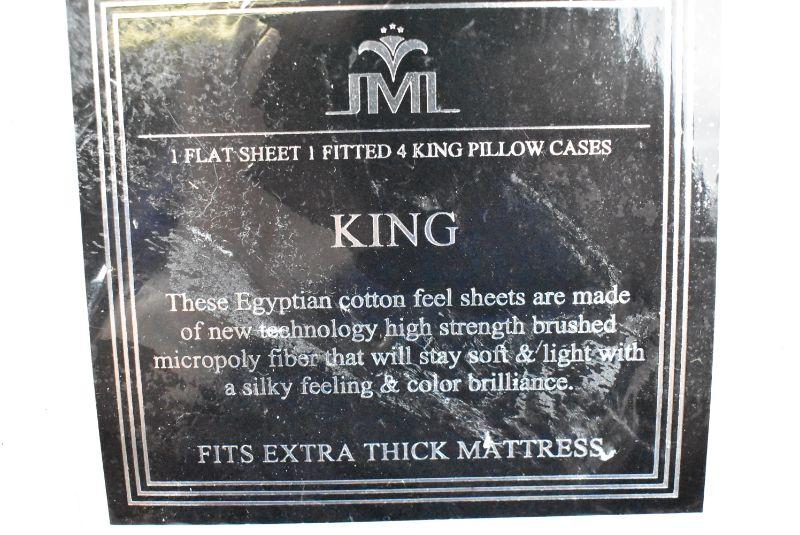 JML
1 FLAT SHEET 1 FITTED 4 KING PILLOW CASES
KING
These Egyptian cotton feel sheets are made
of new technology high strength brushed
micropoly fiber that will stay soft & light with
a silky feeling & color brilliance.
FITS EXTRA THICK MATTRESS